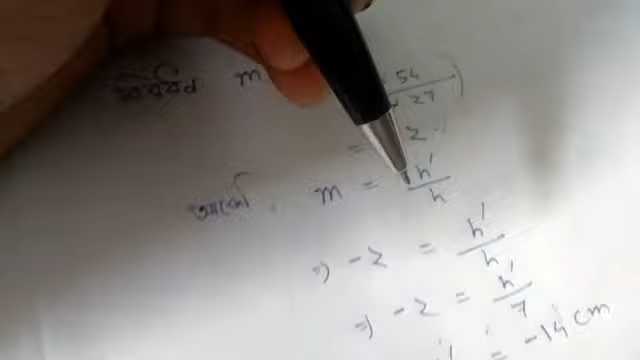 m 54
27
= 2
m = h'/h
⇒ -2 = h'/h
⇒ -2 = h'/7
= -14 cm